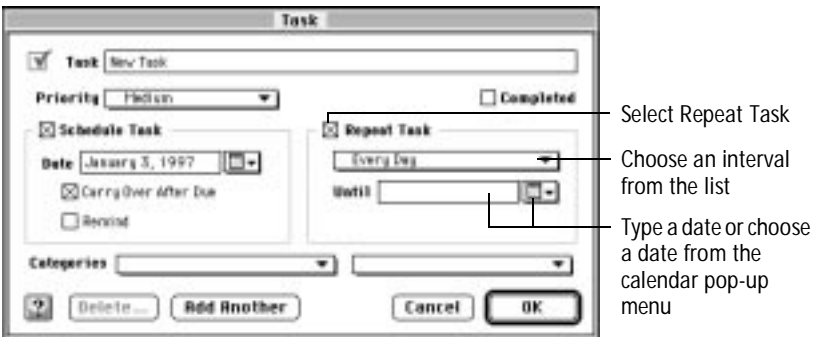 Task
Task New Task
Priority Medium
Completed
Schedule Task
Date January 3, 1997
Carry Over After Due
Remind
Repeat Task
Every Day
Until
Categories
?
Delete...
Add Another
Cancel
OK
Select Repeat Task
Choose an interval
from the list
Type a date or choose
a date from the
calendar pop-up
menu